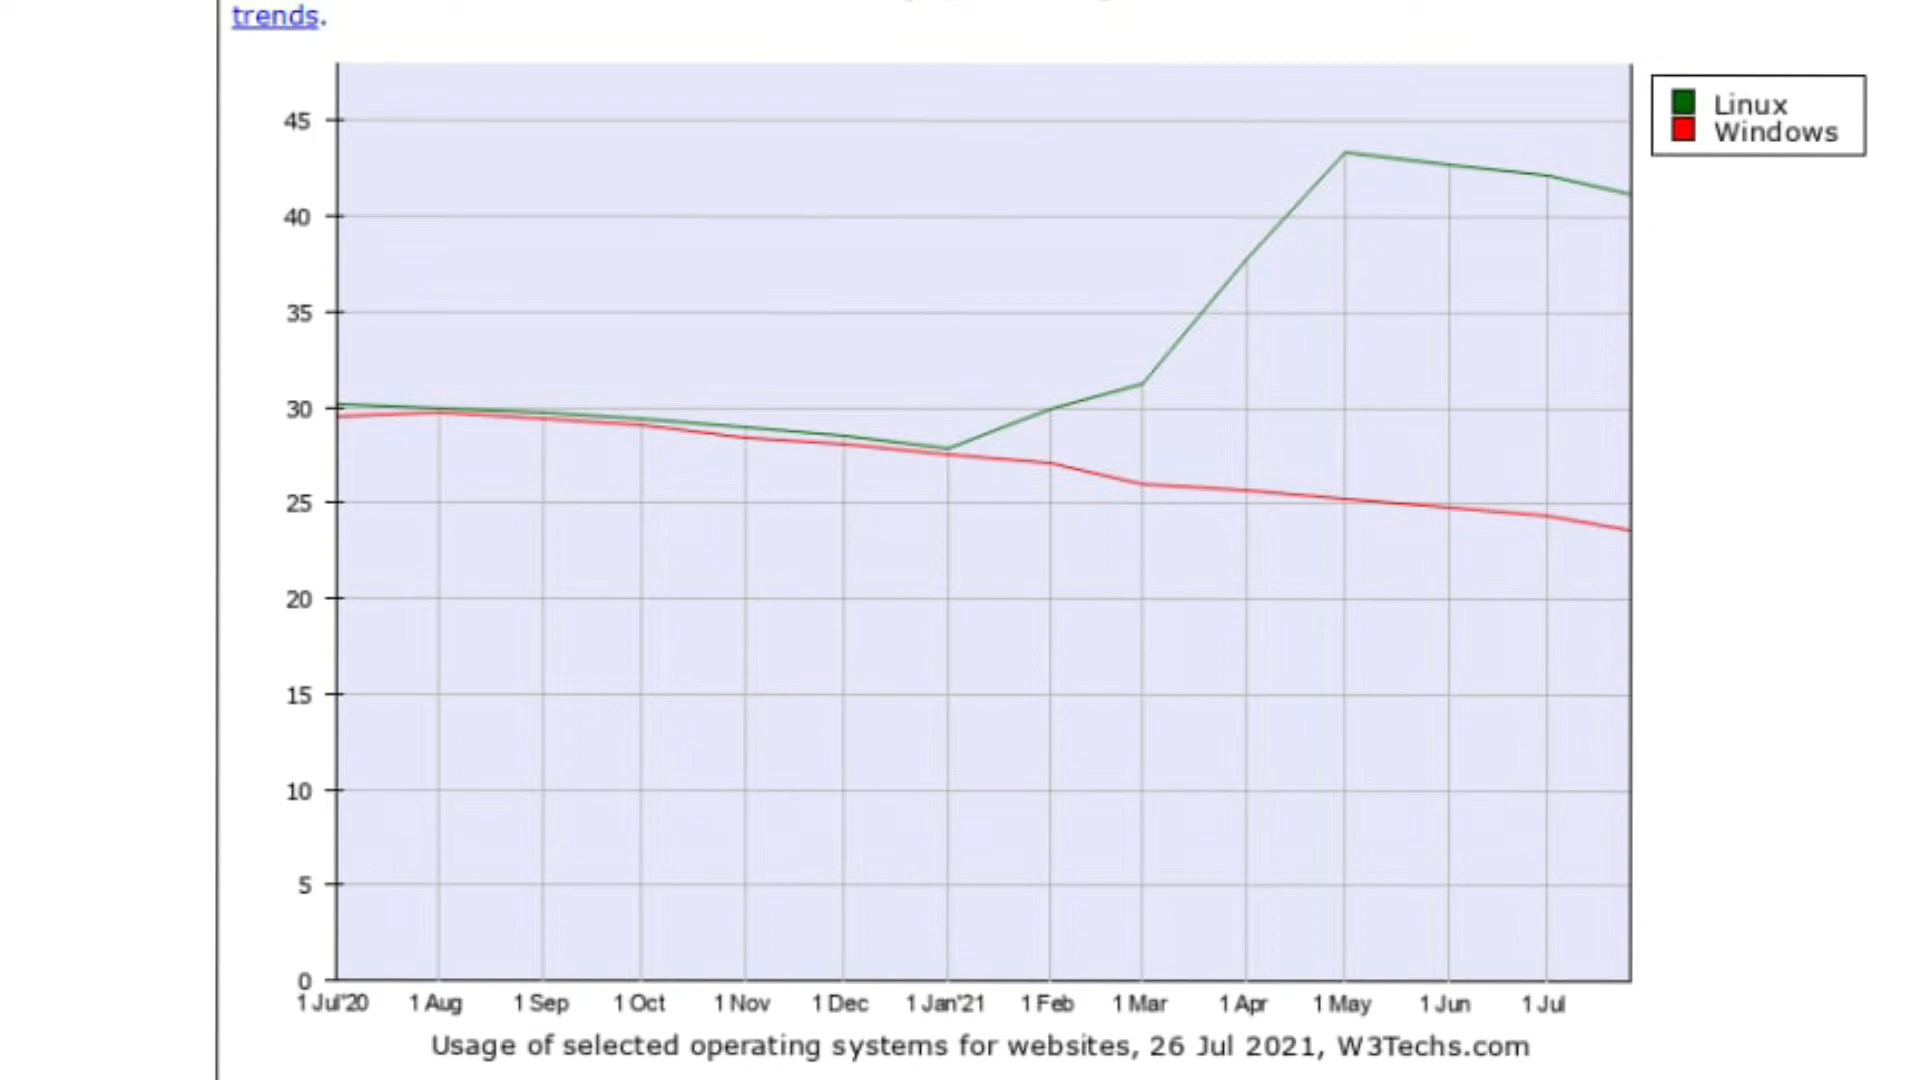 trends.
Linux
Windows
45
40
35
30
25
20
15
10
5
0
1 Jul'20 1 Aug 1 Sep 1 Oct 1 Nov 1 Dec 1 Jan'21 1 Feb 1 Mar 1 Apr 1 May 1 Jun 1 Jul
Usage of selected operating systems for websites, 26 Jul 2021, W3Techs.com